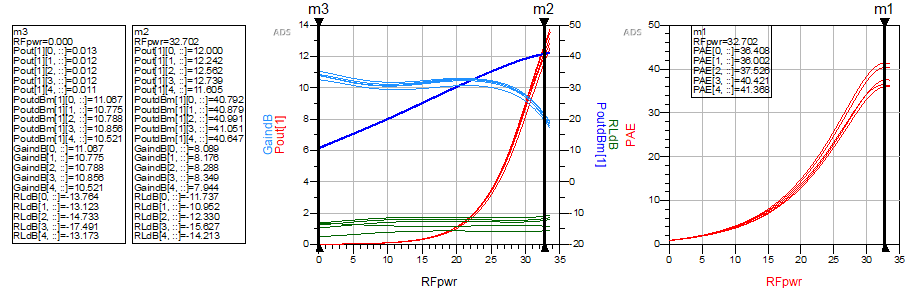 m3
RFpwr=0.000
Pout[1][0, ::]=0.013
Pout[1][1, ::]=0.012
Pout[1][2, ::]=0.012
Pout[1][3, ::]=0.012
Pout[1][4, ::]=0.011
PoutdBm[1][0, ::]=11.067
PoutdBm[1][1, ::]=10.775
PoutdBm[1][2, ::]=10.788
PoutdBm[1][3, ::]=10.856
PoutdBm[1][4, ::]=10.521
GaindB[0, ::]=11.067
GaindB[1, ::]=10.775
GaindB[2, ::]=10.788
GaindB[3, ::]=10.856
GaindB[4, ::]=10.521
RLdB[0, ::]=-13.764
RLdB[1, ::]=-13.123
RLdB[2, ::]=-14.733
RLdB[3, ::]=-17.491
RLdB[4, ::]=-13.173
m2
RFpwr=32.702
Pout[1][0, ::]=12.000
Pout[1][1, ::]=12.242
Pout[1][2, ::]=12.562
Pout[1][3, ::]=12.739
Pout[1][4, ::]=11.605
PoutdBm[1][0, ::]=40.792
PoutdBm[1][1, ::]=40.879
PoutdBm[1][2, ::]=40.991
PoutdBm[1][3, ::]=41.051
PoutdBm[1][4, ::]=40.647
GaindB[0, ::]=8.089
GaindB[1, ::]=8.176
GaindB[2, ::]=8.288
GaindB[3, ::]=8.349
GaindB[4, ::]=7.944
RLdB[0, ::]=-11.737
RLdB[1, ::]=-10.952
RLdB[2, ::]=-12.330
RLdB[3, ::]=-15.627
RLdB[4, ::]=-14.213
m3
m2
ADS
14
12
10
8
6
4
2
0
GaindB
Pout[1]
50
40
30
20
10
0
-10
-20
RLdB
PoutdBm[1]
0
5
10
15
20
25
30
35
RFpwr
m1
ADS
m1
RFpwr=32.702
PAE[0, ::]=36.408
PAE[1, ::]=36.002
PAE[2, ::]=37.526
PAE[3, ::]=40.421
PAE[4, ::]=41.368
50
40
30
20
10
0
PAE
0
5
10
15
20
25
30
35
RFpwr